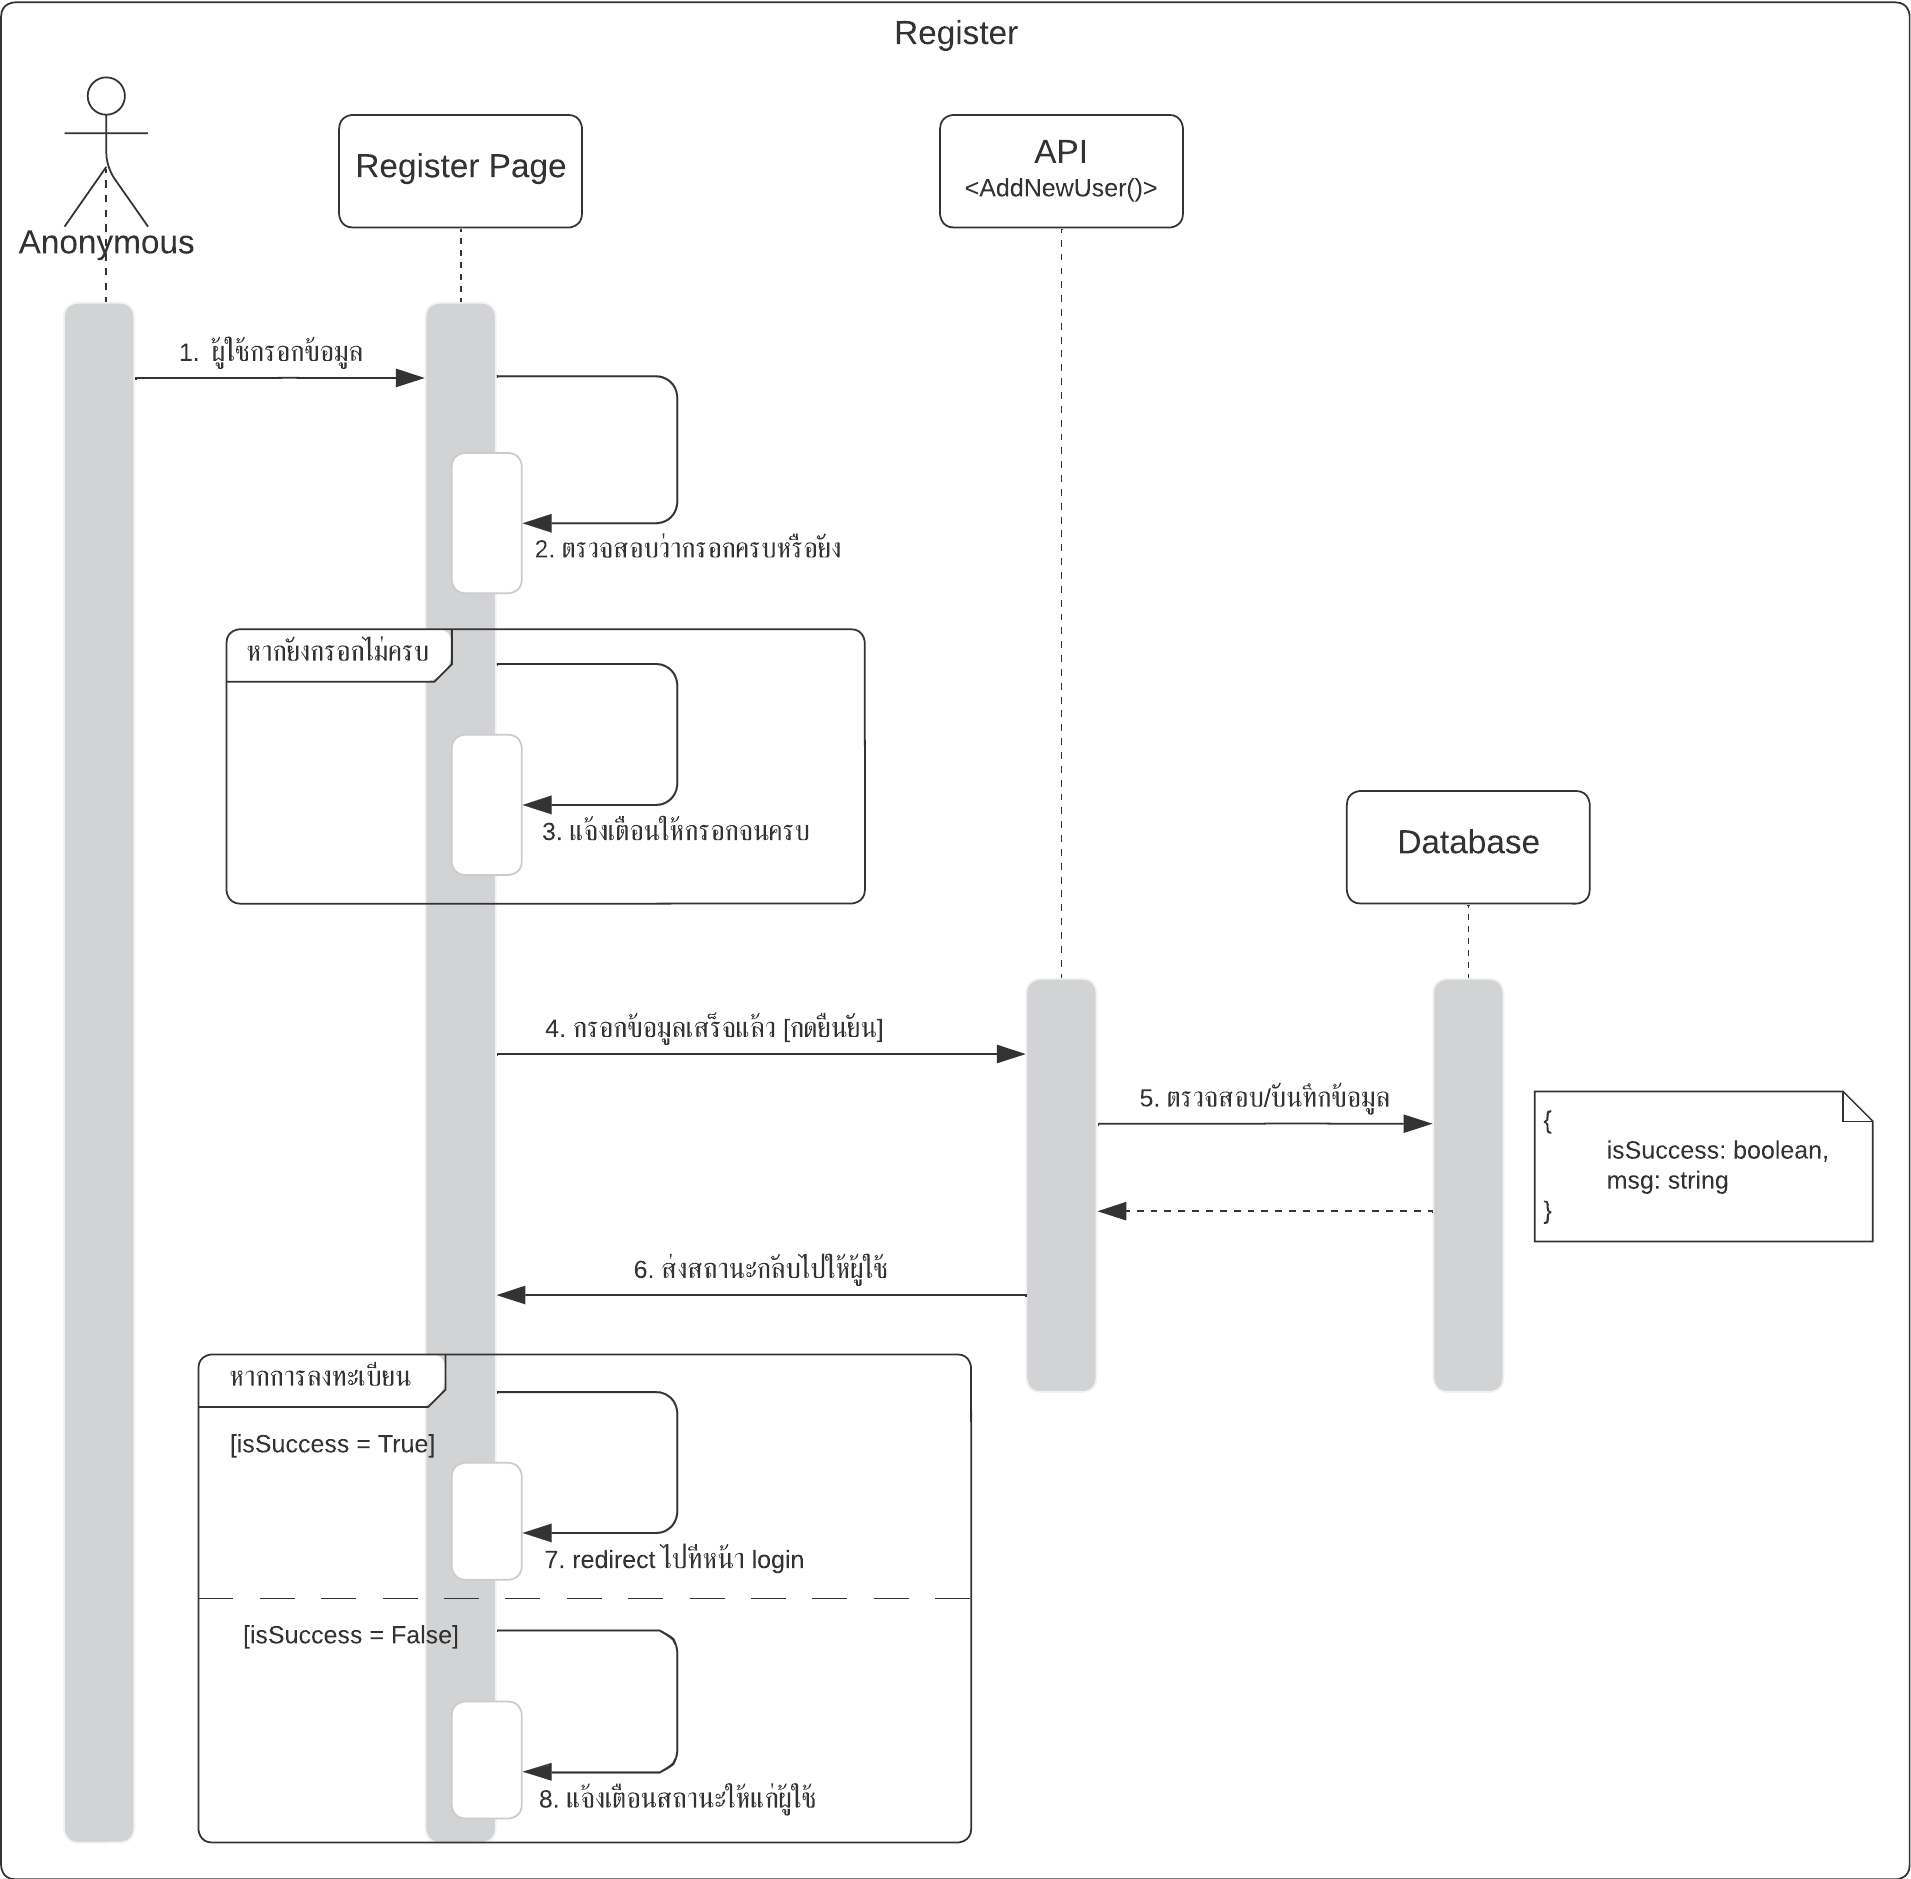 Register
Anonymous
Register Page
API
<AddNewUser()>
1. ผู้ใช้กรอกข้อมูล
2. ตรวจสอบว่ากรอกครบหรือยัง
หากยังกรอกไม่ครบ
3. แจ้งเตือนให้กรอกจนครบ
Database
4. กรอกข้อมูลเสร็จแล้ว [กดยืนยัน]
5. ตรวจสอบ/บันทึกข้อมูล
{
isSuccess: boolean,
msg: string
}
6. ส่งสถานะกลับไปให้ผู้ใช้
หากการลงทะเบียน
[isSuccess = True]
7. redirect ไปที่หน้า login
[isSuccess = False]
8. แจ้งเตือนสถานะให้แก่ผู้ใช้